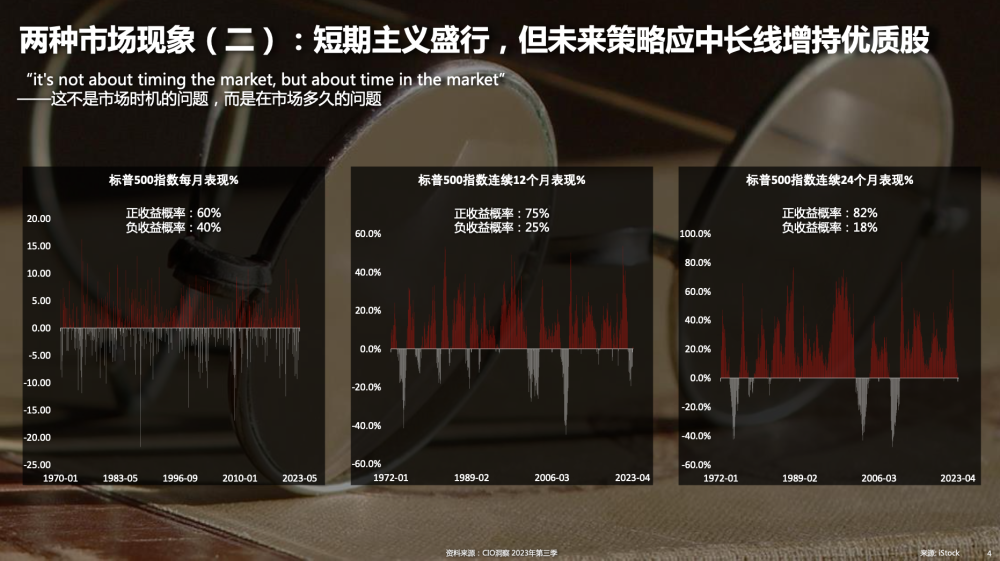 两种市场现象（二）：短期主义盛行，但未来策略应中长线增持优质股
“it's not about timing the market, but about time in the market“
——这不是市场时机的问题，而是在市场多久的问题
标普500指数每月表现%
正收益概率：60%
负收益概率：40%
20.00
15.00
10.00
5.00
0.00
-5.00
-10.00
-15.00
-20.00
-25.00
1970-01 1983-05 1996-09 2010-01 2023-05
标普500指数连续12个月表现%
正收益概率：75%
负收益概率：25%
60.0%
40.0%
20.0%
0.0%
-20.0%
-40.0%
-60.0%
1972-01 1989-02 2006-03 2023-04
标普500指数连续24个月表现%
正收益概率：82%
负收益概率：18%
100.0%
80.0%
60.0%
40.0%
20.0%
0.0%
-20.0%
-40.0%
-60.0%
1972-01 1989-02 2006-03 2023-04
资料来源：CIO洞察 2023年第三季
来源: iStock
4